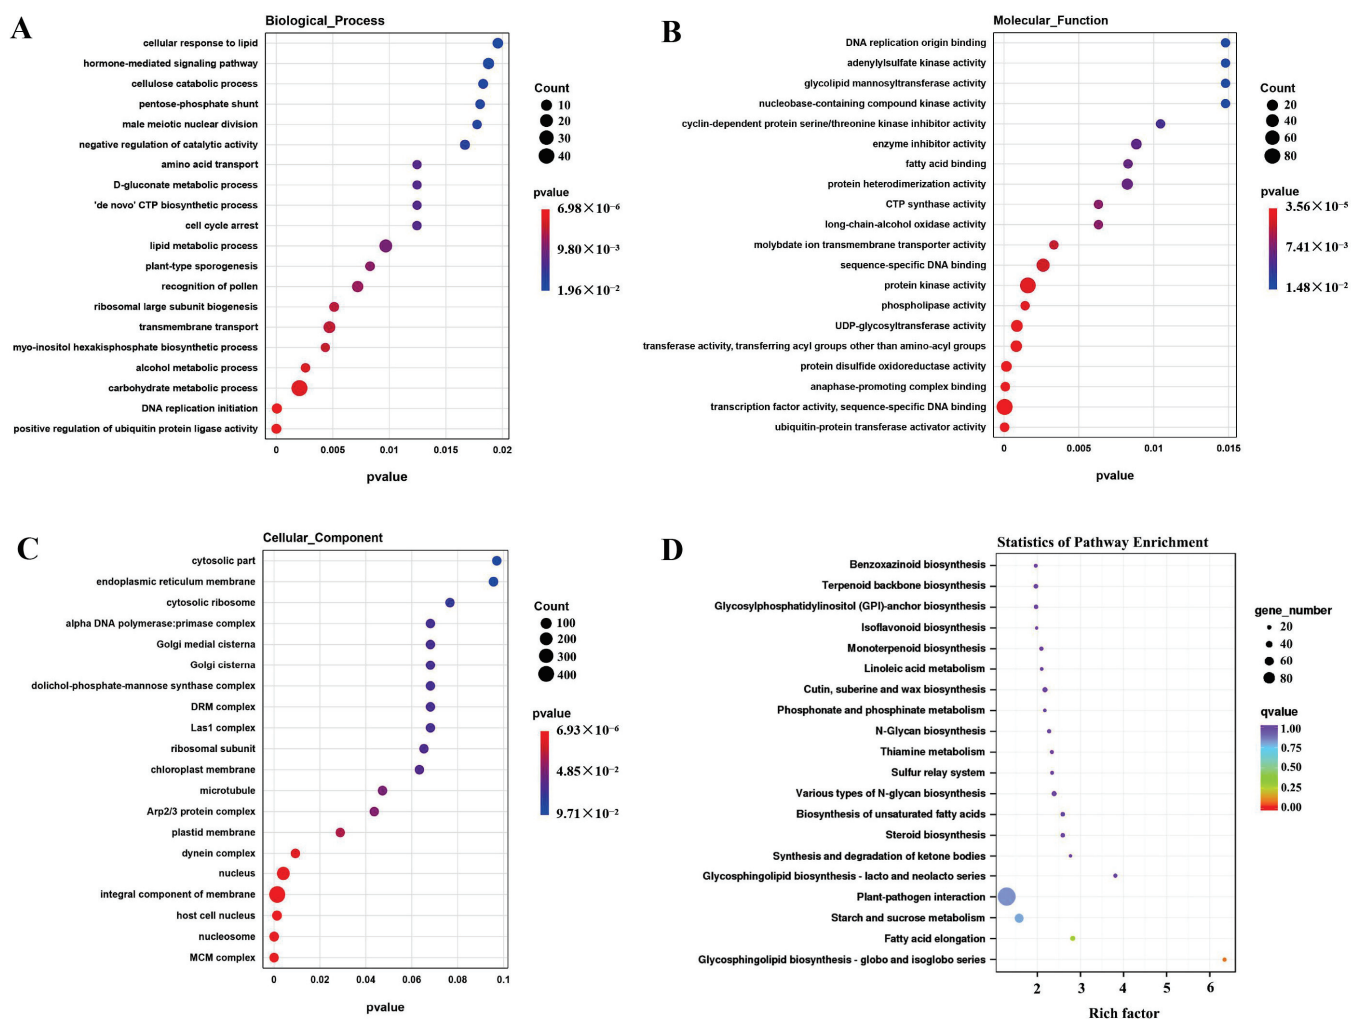 A
Biological_Process
cellular response to lipid
hormone-mediated signaling pathway
cellulose catabolic process
pentose-phosphate shunt
male meiotic nuclear division
negative regulation of catalytic activity
amino acid transport
D-gluconate metabolic process
'de novo' CTP biosynthetic process
cell cycle arrest
lipid metabolic process
plant-type sporogenesis
recognition of pollen
ribosomal large subunit biogenesis
transmembrane transport
myo-inositol hexakisphosphate biosynthetic process
alcohol metabolic process
carbohydrate metabolic process
DNA replication initiation
positive regulation of ubiquitin protein ligase activity
0 0.005 0.01 0.015 0.02
pvalue
Count
10
20
30
40
pvalue
6.98×10⁻⁶
9.80×10⁻³
1.96×10⁻²
B
Molecular_Function
DNA replication origin binding
adenylylsulfate kinase activity
glycolipid mannosyltransferase activity
nucleobase-containing compound kinase activity
cyclin-dependent protein serine/threonine kinase inhibitor activity
enzyme inhibitor activity
fatty acid binding
protein heterodimerization activity
CTP synthase activity
long-chain-alcohol oxidase activity
molybdate ion transmembrane transporter activity
sequence-specific DNA binding
protein kinase activity
phospholipase activity
UDP-glycosyltransferase activity
transferase activity, transferring acyl groups other than amino-acyl groups
protein disulfide oxidoreductase activity
anaphase-promoting complex binding
transcription factor activity, sequence-specific DNA binding
ubiquitin-protein transferase activator activity
0 0.005 0.01 0.015
pvalue
Count
20
40
60
80
pvalue
3.56×10⁻⁵
7.41×10⁻³
1.48×10⁻²
C
Cellular_Component
cytosolic part
endoplasmic reticulum membrane
cytosolic ribosome
alpha DNA polymerase:primase complex
Golgi medial cisterna
Golgi cisterna
dolichol-phosphate-mannose synthase complex
DRM complex
Las1 complex
ribosomal subunit
chloroplast membrane
microtubule
Arp2/3 protein complex
plastid membrane
dynein complex
nucleus
integral component of membrane
host cell nucleus
nucleosome
MCM complex
0 0.02 0.04 0.06 0.08 0.1
pvalue
Count
100
200
300
400
pvalue
6.93×10⁻⁶
4.85×10⁻²
9.71×10⁻²
D
Statistics of Pathway Enrichment
Benzoxazinoid biosynthesis
Terpenoid backbone biosynthesis
Glycosylphosphatidylinositol (GPI)-anchor biosynthesis
Isoflavonoid biosynthesis
Monoterpenoid biosynthesis
Linoleic acid metabolism
Cutin, suberine and wax biosynthesis
Phosphonate and phosphinate metabolism
N-Glycan biosynthesis
Thiamine metabolism
Sulfur relay system
Various types of N-glycan biosynthesis
Biosynthesis of unsaturated fatty acids
Steroid biosynthesis
Synthesis and degradation of ketone bodies
Glycosphingolipid biosynthesis - lacto and neolacto series
Plant-pathogen interaction
Starch and sucrose metabolism
Fatty acid elongation
Glycosphingolipid biosynthesis - globo and isoglobo series
2 3 4 5 6
Rich factor
gene_number
20
40
60
80
qvalue
1.00
0.75
0.50
0.25
0.00